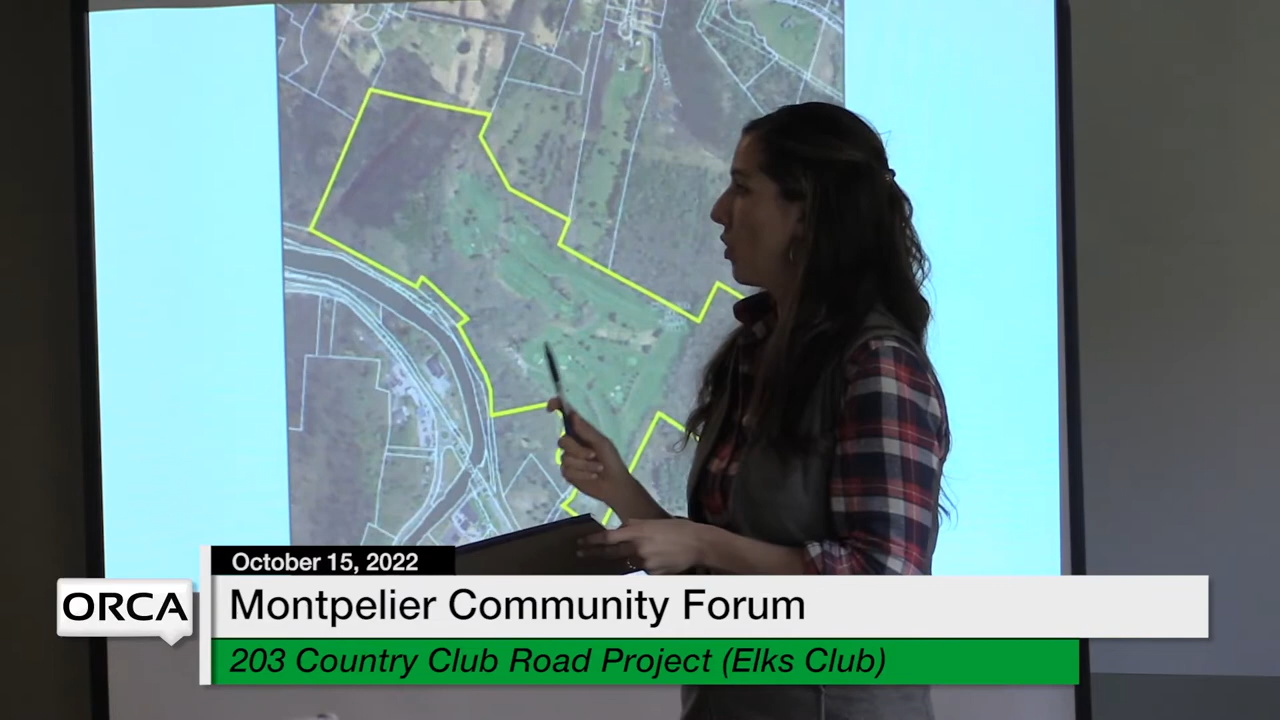 October 15, 2022
ORCA
Montpelier Community Forum
203 Country Club Road Project (Elks Club)